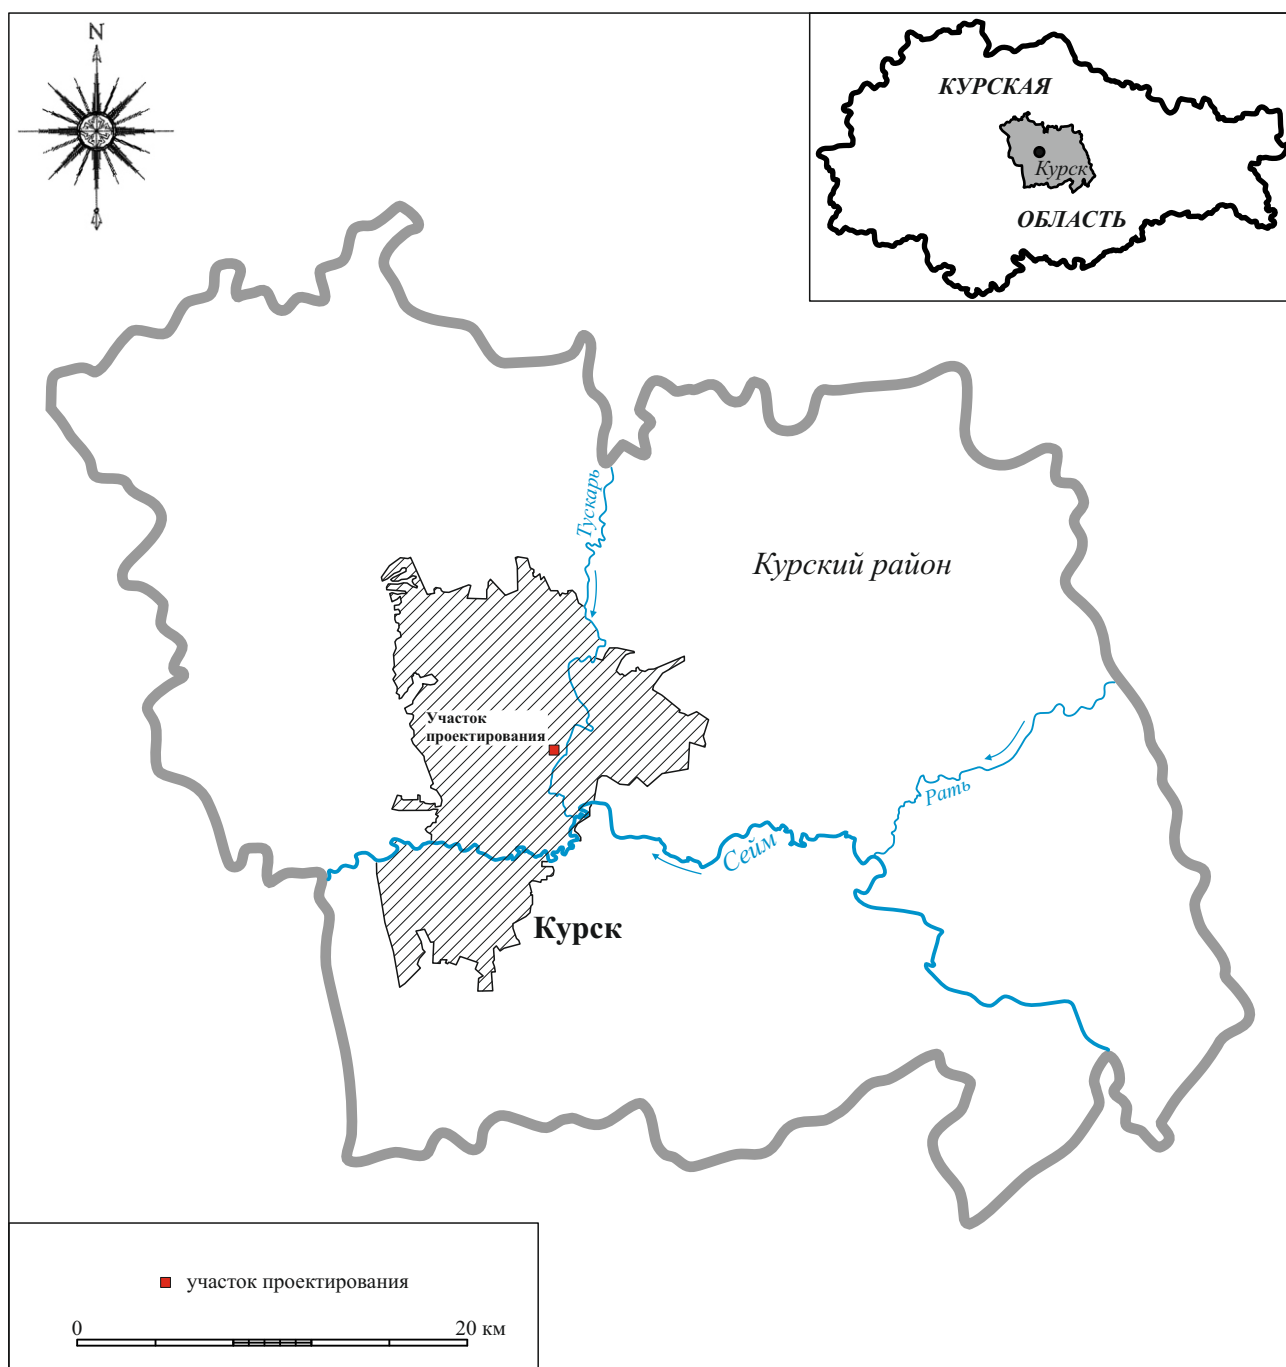 N
КУРСКАЯ
Курск
ОБЛАСТЬ
Тускарь
Курский район
Участок
проектирования
Рать
Сейм
Курск
участок проектирования
0
20 км